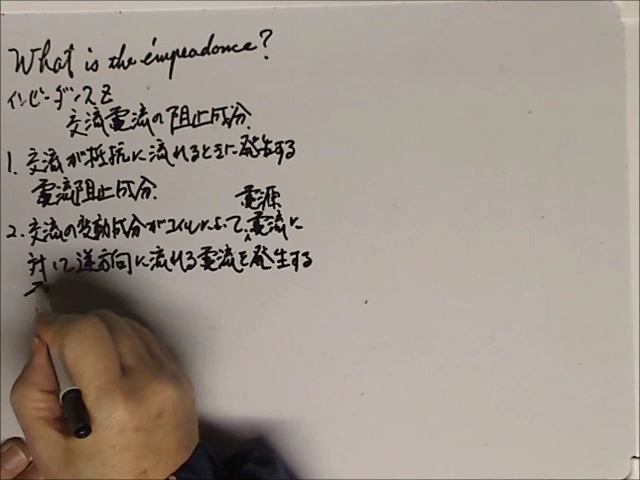 What is the impeadance?
インピーダンスZ
交流電流の阻止成分.
1. 交流が抵抗に流れるときに発生する
電流阻止成分.
電源
2. 交流の変動成分がコイルによって、電流に
対して逆方向に流れる電流を発生する